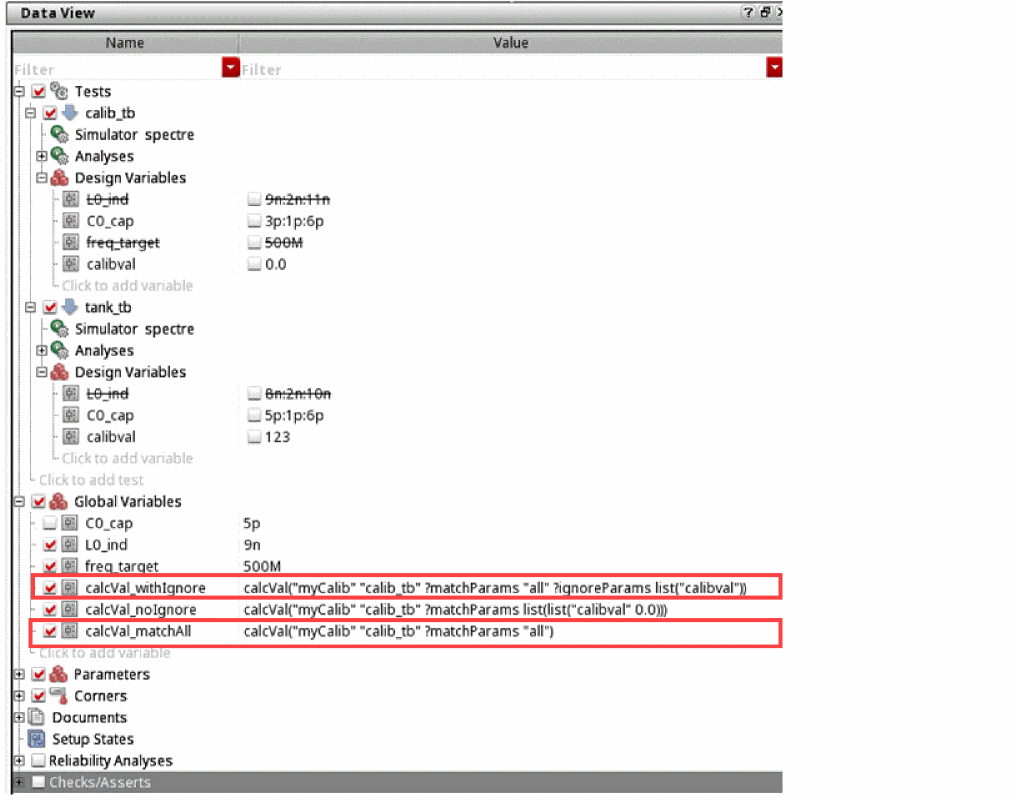 Data View
Name Value
Filter Filter
Tests
calib_tb
Simulator spectre
Analyses
Design Variables
L0_ind 9n:2n:11n
C0_cap 3p:1p:6p
freq_target 500M
calibval 0.0
Click to add variable
tank_tb
Simulator spectre
Analyses
Design Variables
L0_ind 8n:2n:10n
C0_cap 5p:1p:6p
calibval 123
Click to add variable
Click to add test
Global Variables
C0_cap 5p
L0_ind 9n
freq_target 500M
calcVal_withIgnore calcVal("myCalib" "calib_tb" ?matchParams "all" ?ignoreParams list("calibval"))
calcVal_noIgnore calcVal("myCalib" "calib_tb" ?matchParams list(list("calibval" 0.0)))
calcVal_matchAll calcVal("myCalib" "calib_tb" ?matchParams "all")
Click to add variable
Parameters
Corners
Documents
Setup States
Reliability Analyses
Checks/Asserts